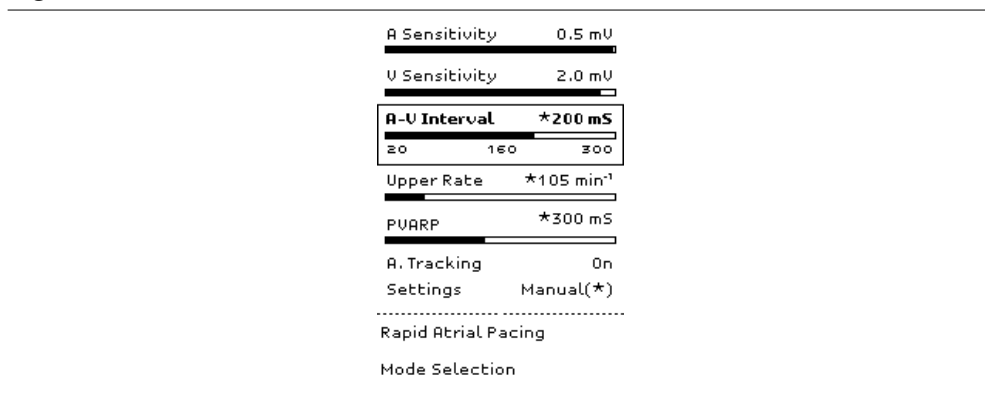 A Sensitivity 0.5 mV
V Sensitivity 2.0 mV
A-V Interval *200 mS
20 160 300
Upper Rate *105 min⁻¹
PVARP *300 mS
A. Tracking On
Settings Manual(*)
Rapid Atrial Pacing
Mode Selection